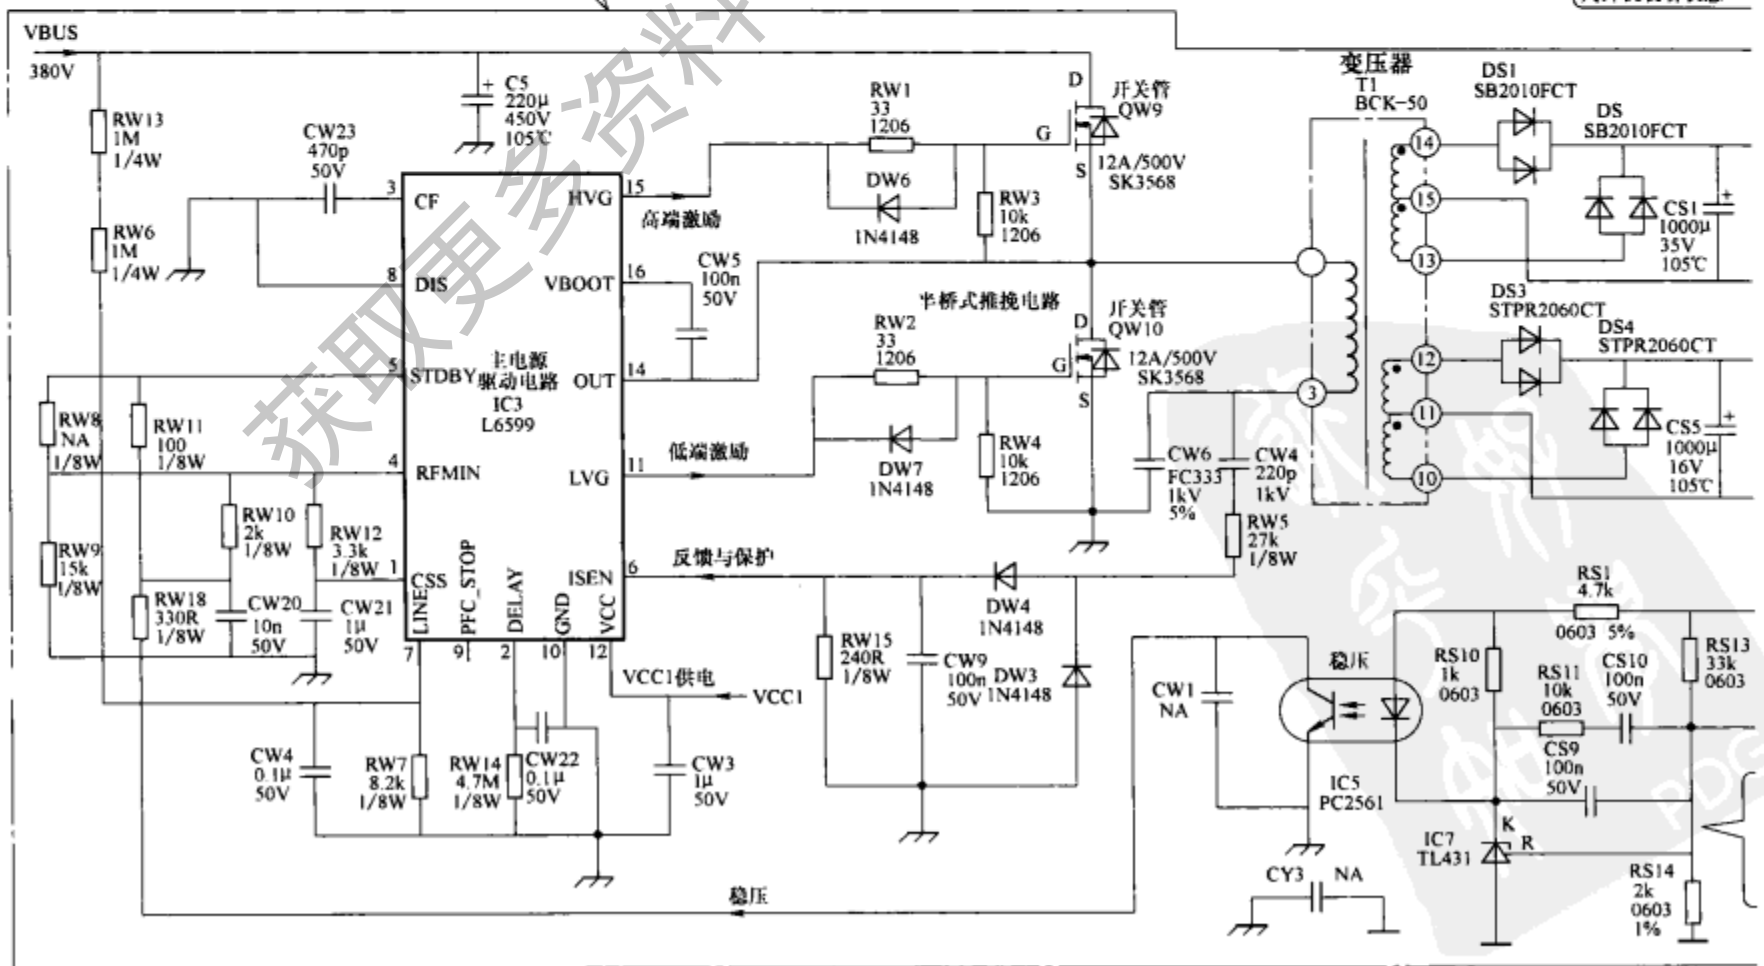 VBUS
380V
RW13
1M
1/4W
RW6
1M
1/4W
CW23
470p
50V
C5
+
220μ
450V
105℃
获取更多资料
3
CF
8
DIS
5
STDBY
4
RFMIN
1
CSS
主电源
驱动电路
IC3
L6599
HVG
15
高端激励
VBOOT
16
OUT
14
LVG
11
低端激励
ISEN
6
反馈与保护
LINE
PFC_STOP
DELAY
GND
VCC
7
9
2
10
12
VCC1供电
VCC1
CW5
100n
50V
RW1
33
1206
DW6
1N4148
RW3
10k
1206
D
G
S
开关管
QW9
12A/500V
SK3568
半桥式推挽电路
RW2
33
1206
DW7
1N4148
RW4
10k
1206
D
G
S
开关管
QW10
12A/500V
SK3568
CW6
FC333
1kV
5%
CW4
220p
1kV
RW5
27k
1/8W
变压器
T1
BCK-50
3
14
15
13
12
11
10
DS1
SB2010FCT
DS
SB2010FCT
CS1
+
1000μ
35V
105℃
DS3
STPR2060CT
DS4
STPR2060CT
CS5
+
1000μ
16V
105℃
RW8
NA
1/8W
RW11
100
1/8W
RW9
15k
1/8W
RW10
2k
1/8W
RW12
3.3k
1/8W
RW18
330R
1/8W
CW20
10n
50V
CW21
1μ
50V
CW4
0.1μ
50V
RW7
8.2k
1/8W
RW14
4.7M
1/8W
CW22
0.1μ
50V
CW3
1μ
50V
DW4
1N4148
RW15
240R
1/8W
CW9
100n
50V
DW3
1N4148
CW1
NA
稳压
IC5
PC2561
RS1
4.7k
0603 5%
RS10
1k
0603
RS11
10k
0603
CS10
100n
50V
RS13
33k
0603
CS9
100n
50V
IC7
TL431
K
R
RS14
2k
0603
1%
CY3
NA
稳压
PDG